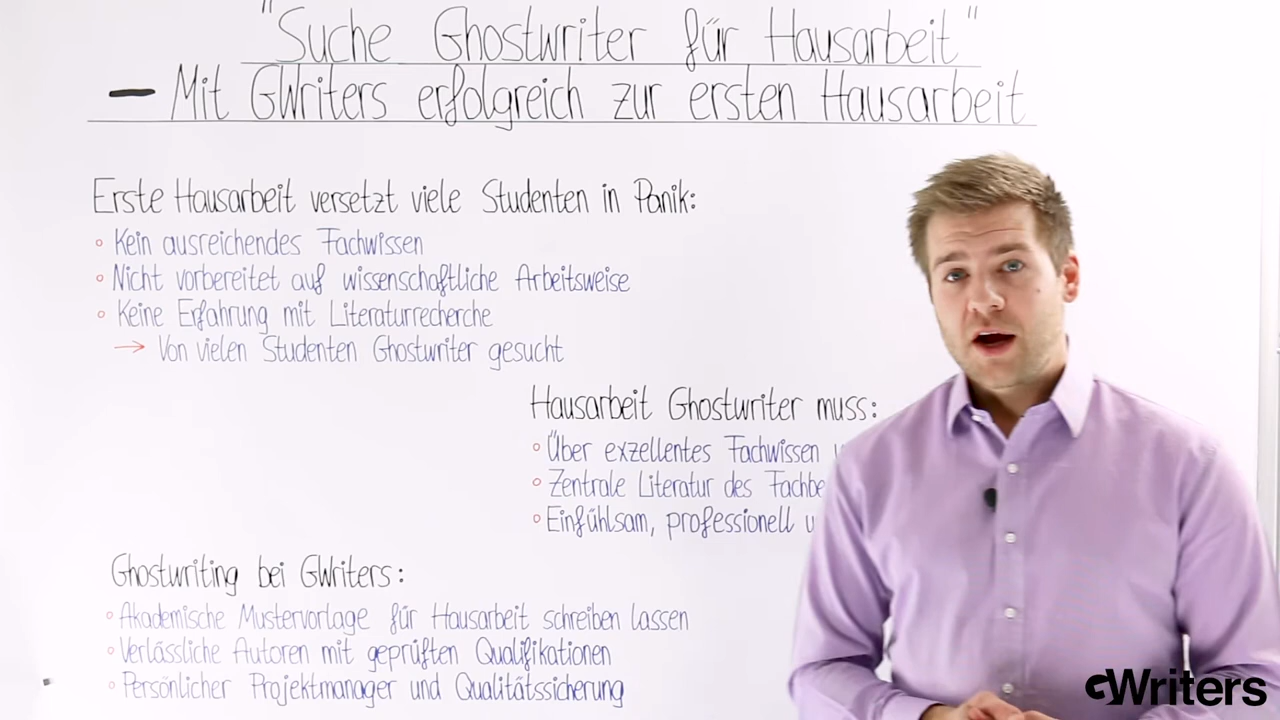 "Suche Ghostwriter für Hausarbeit"
– Mit GWriters erfolgreich zur ersten Hausarbeit
Erste Hausarbeit versetzt viele Studenten in Panik:
◦ Kein ausreichendes Fachwissen
◦ Nicht vorbereitet auf wissenschaftliche Arbeitsweise
◦ Keine Erfahrung mit Literaturrecherche
→ Von vielen Studenten Ghostwriter gesucht
Hausarbeit Ghostwriter muss:
◦ Über exzellentes Fachwissen
◦ Zentrale Literatur des
◦ Einfühlsam, professionell
Ghostwriting bei GWriters:
◦ Akademische Mustervorlage für Hausarbeit schreiben lassen
◦ Verlässliche Autoren mit geprüften Qualifikationen
◦ Persönlicher Projektmanager und Qualitätssicherung
GWriters